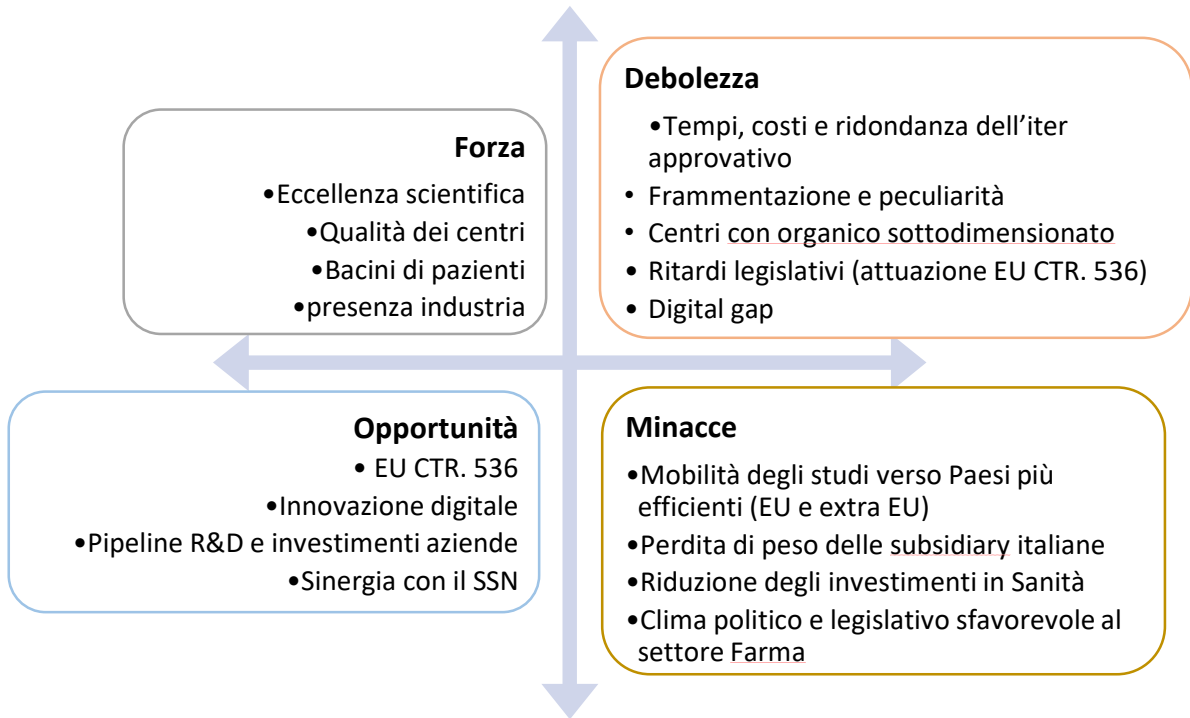 Forza
•Eccellenza scientifica
•Qualità dei centri
•Bacini di pazienti
•presenza industria
Debolezza
•Tempi, costi e ridondanza dell’iter
approvativo
• Frammentazione e peculiarità
• Centri con organico sottodimensionato
• Ritardi legislativi (attuazione EU CTR. 536)
• Digital gap
Opportunità
• EU CTR. 536
•Innovazione digitale
•Pipeline R&D e investimenti aziende
•Sinergia con il SSN
Minacce
•Mobilità degli studi verso Paesi più
efficienti (EU e extra EU)
•Perdita di peso delle subsidiary italiane
•Riduzione degli investimenti in Sanità
•Clima politico e legislativo sfavorevole al
settore Farma